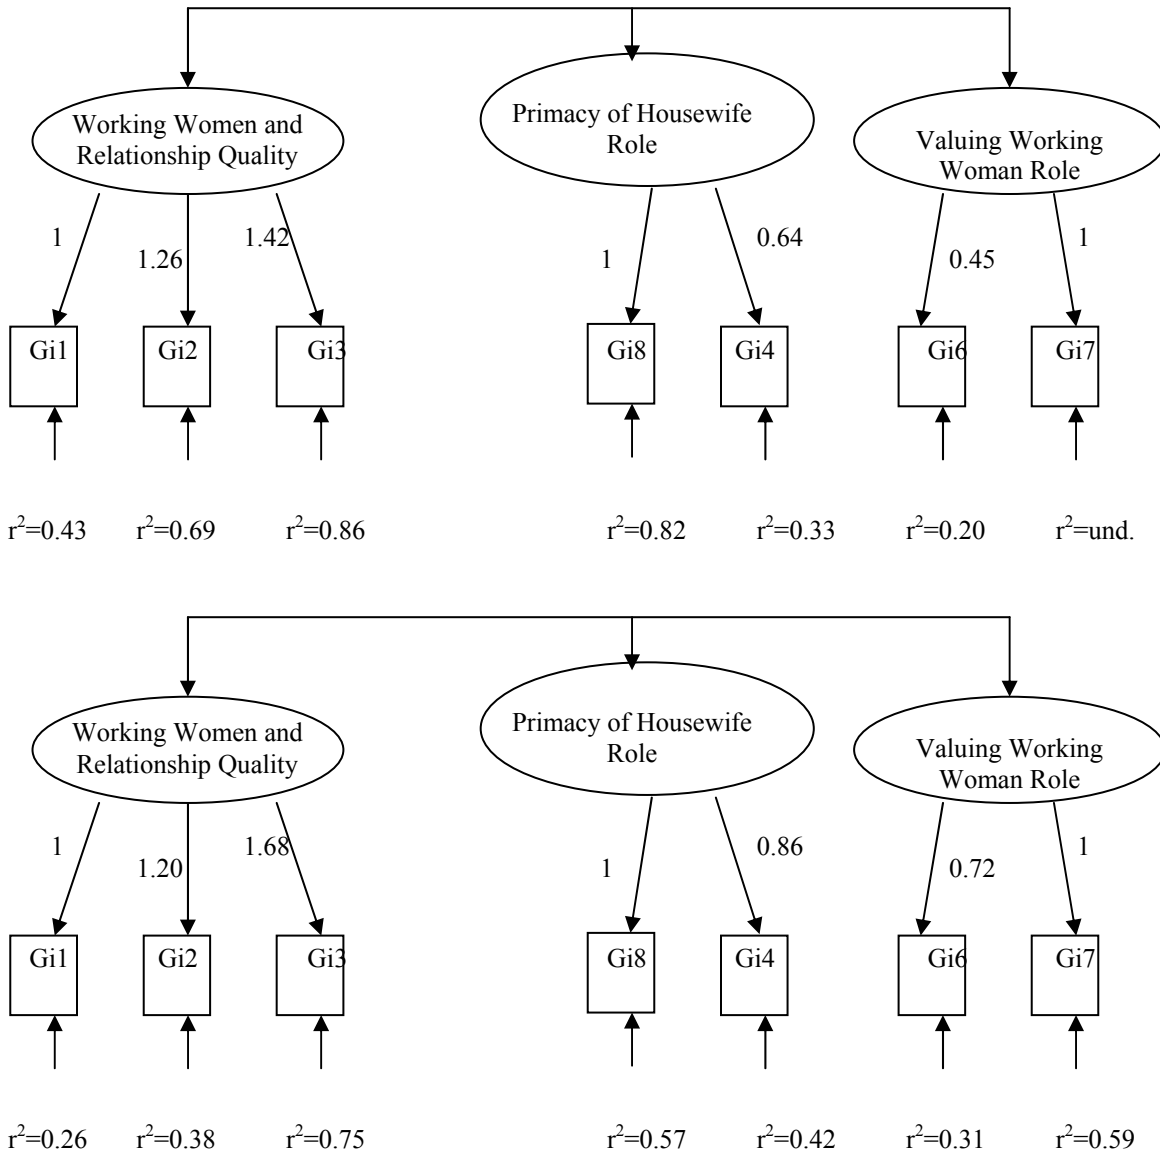 Working Women and
Relationship Quality
Primacy of Housewife
Role
Valuing Working
Woman Role
1
1.26
1.42
1
0.64
0.45
1
Gi1
Gi2
Gi3
Gi8
Gi4
Gi6
Gi7
r²=0.43
r²=0.69
r²=0.86
r²=0.82
r²=0.33
r²=0.20
r²=und.
Working Women and
Relationship Quality
Primacy of Housewife
Role
Valuing Working
Woman Role
1
1.20
1.68
1
0.86
0.72
1
Gi1
Gi2
Gi3
Gi8
Gi4
Gi6
Gi7
r²=0.26
r²=0.38
r²=0.75
r²=0.57
r²=0.42
r²=0.31
r²=0.59